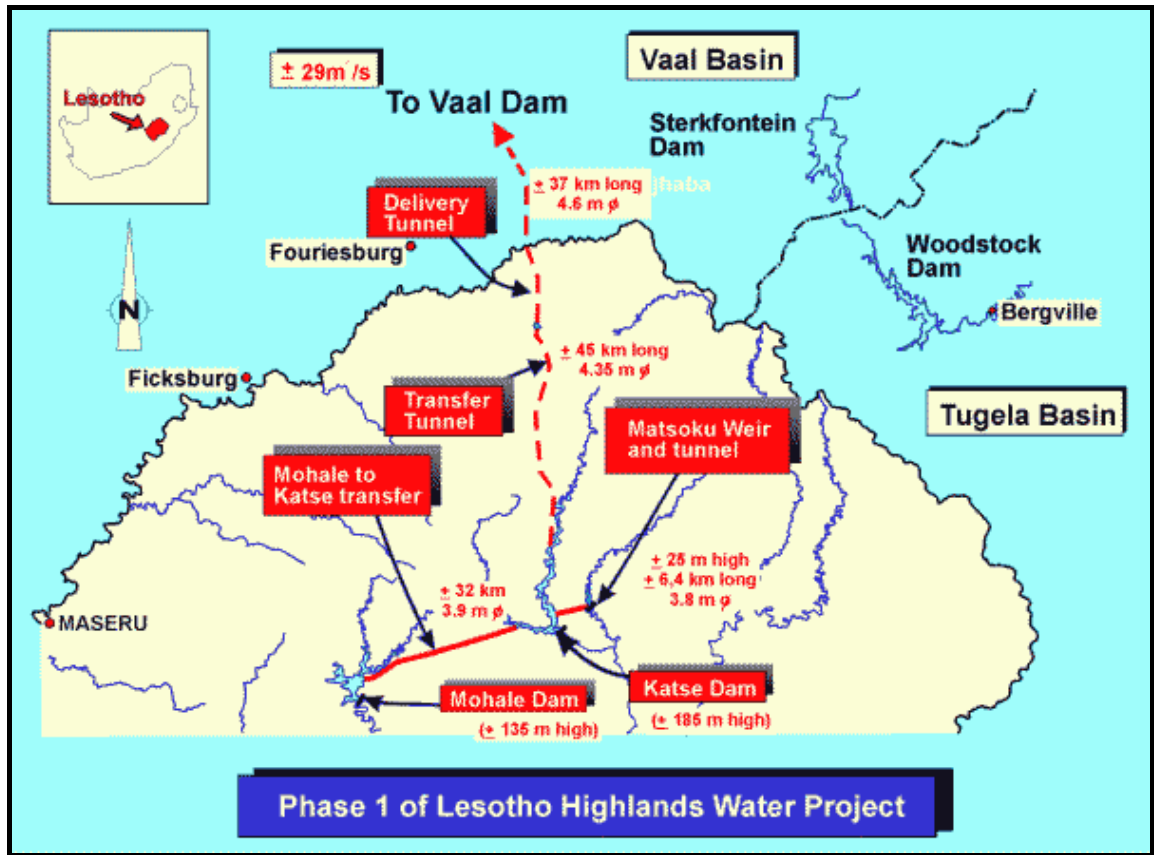 Lesotho
± 29m³/s
Vaal Basin
To Vaal Dam
Sterkfontein
Dam
± 37 km long
4.6 m ø
Delivery
Tunnel
Fouriesburg
Woodstock
Dam
N
Bergville
± 45 km long
4.35 m ø
Ficksburg
Transfer
Tunnel
Matsoku Weir
and tunnel
Tugela Basin
Mohale to
Katse transfer
± 25 m high
± 6,4 km long
3.8 m ø
± 32 km
3.9 m ø
MASERU
Mohale Dam
(± 135 m high)
Katse Dam
(± 185 m high)
Phase 1 of Lesotho Highlands Water Project